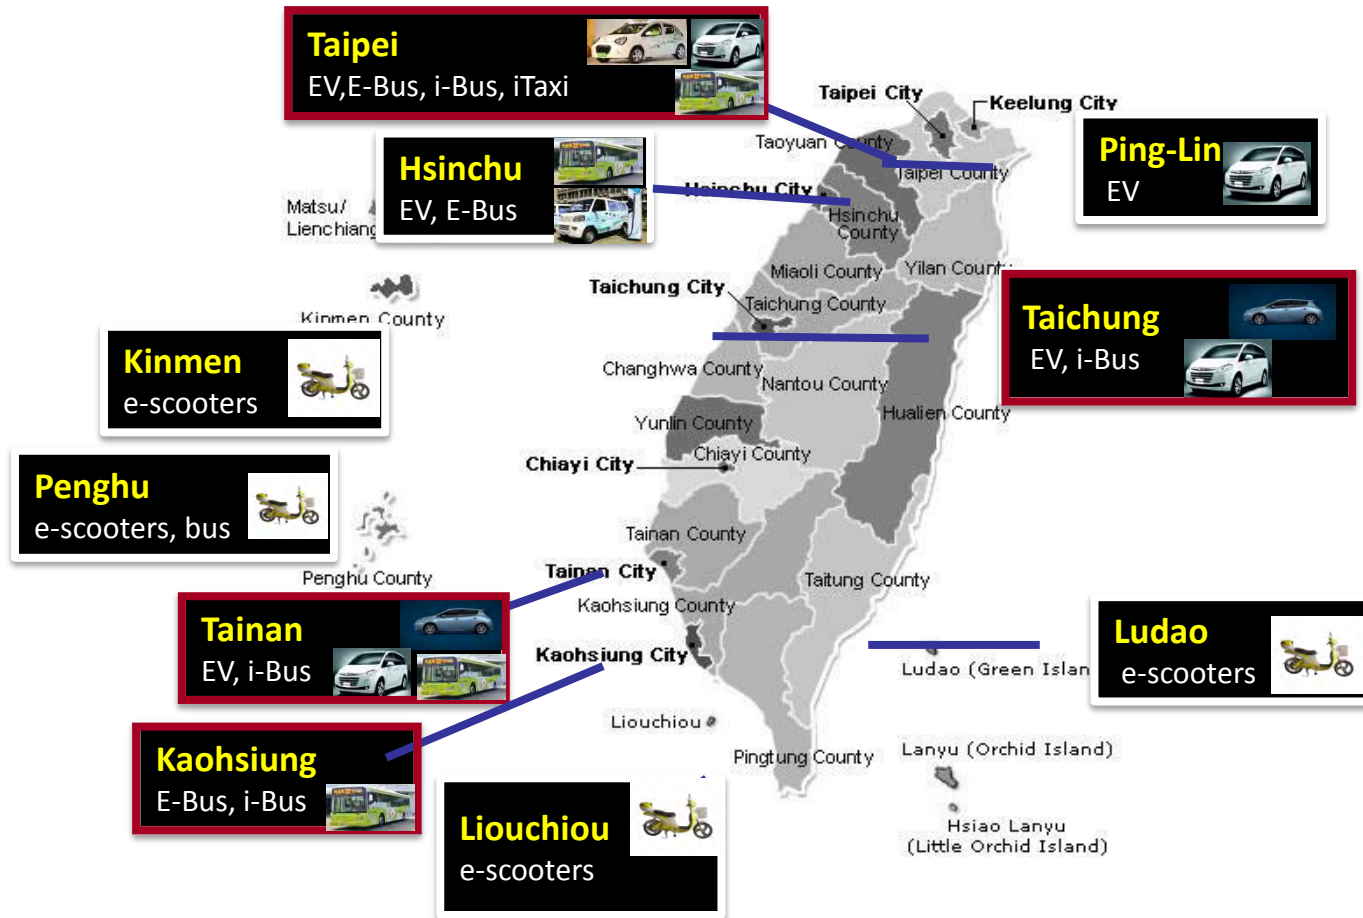 Taipei
EV,E-Bus, i-Bus, iTaxi
Taipei City
Keelung City
Taoyuan County
Ping-Lin
EV
Hsinchu
EV, E-Bus
Taipei County
Hsinchu City
Hsinchu
County
Matsu/
Lienchiang
Miaoli County
Yilan County
Taichung City
Taichung County
Kinmen County
Taichung
EV, i-Bus
Kinmen
e-scooters
Changhwa County
Nantou County
Hualien County
Yunlin County
Chiayi County
Chiayi City
Penghu
e-scooters, bus
Tainan County
Tainan City
Penghu County
Taitung County
Kaohsiung County
Tainan
EV, i-Bus
Kaohsiung City
Ludao
e-scooters
Ludao (Green Islan
Liouchiou
Kaohsiung
E-Bus, i-Bus
Pingtung County
Lanyu (Orchid Island)
Liouchiou
e-scooters
Hsiao Lanyu
(Little Orchid Island)